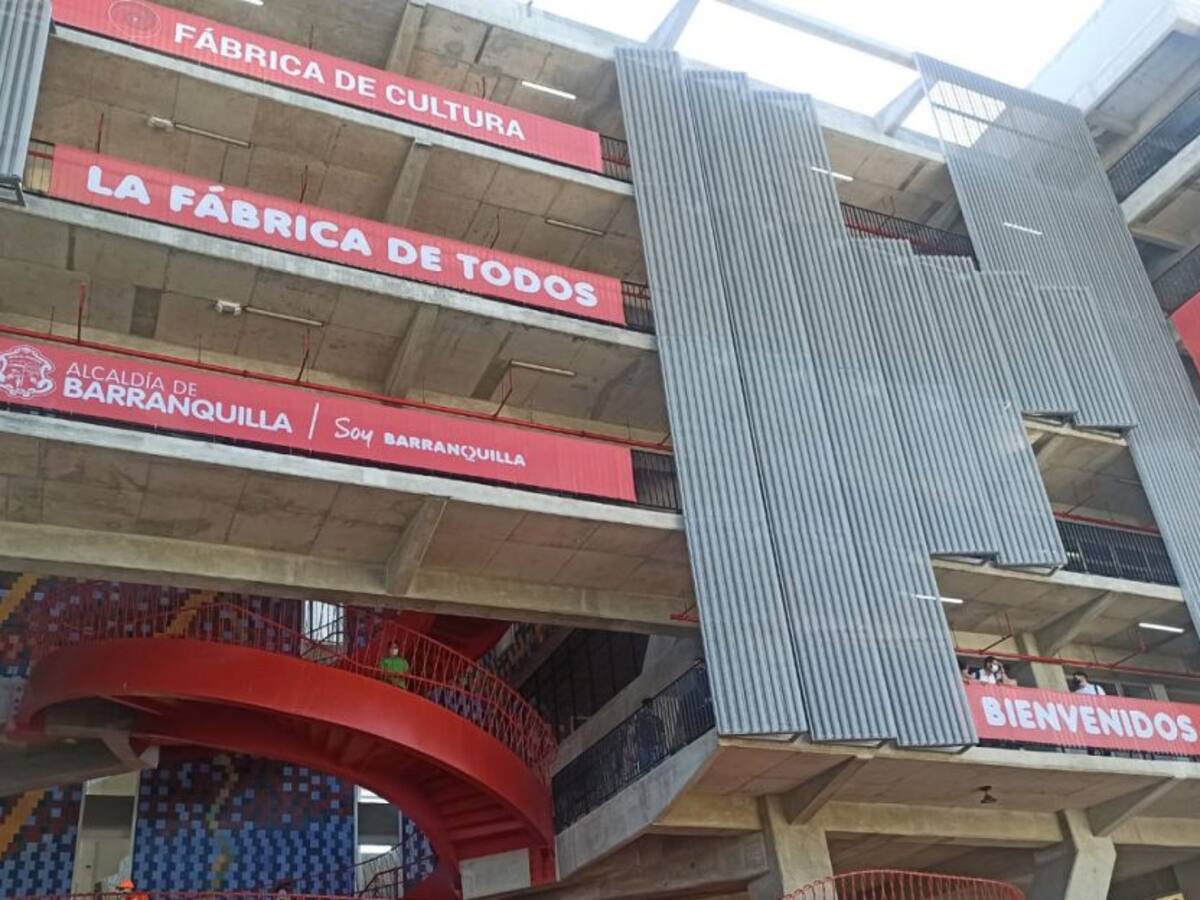 FÁBRICA DE CULTURA
LA FÁBRICA DE TODOS
ALCALDÍA DE
BARRANQUILLA | Soy BARRANQUILLA
BIENVENIDOS